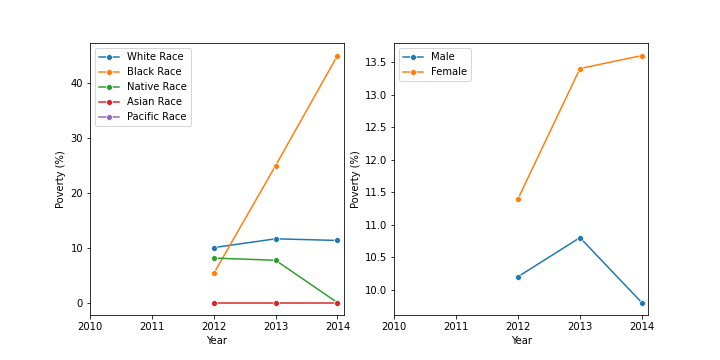 White Race
Black Race
Native Race
Asian Race
Pacific Race
Poverty (%)
40
30
20
10
0
2010 2011 2012 2013 2014
Year
Male
Female
Poverty (%)
13.5
13.0
12.5
12.0
11.5
11.0
10.5
10.0
2010 2011 2012 2013 2014
Year